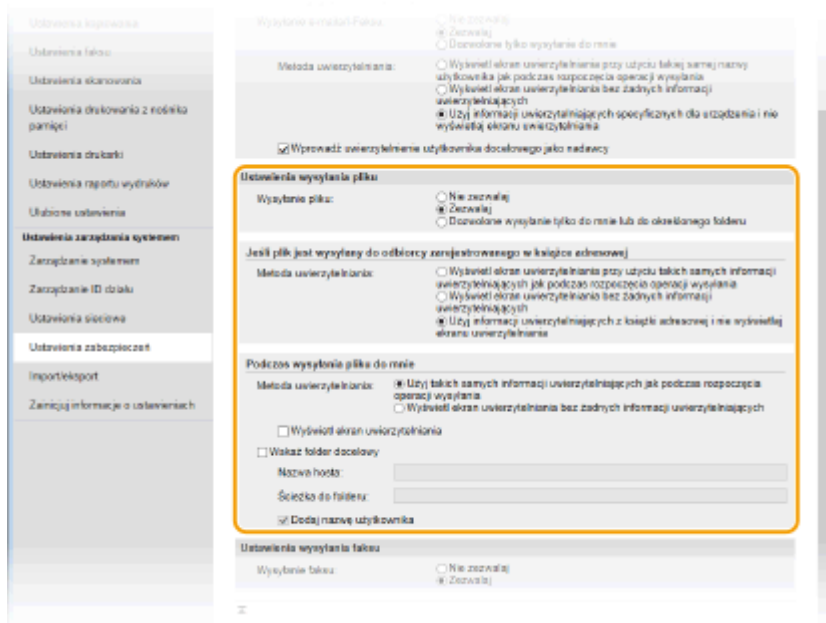 Ustawienia kopiowania
Ustawienia faksu
Ustawienia skanowania
Ustawienia drukowania z nośnika
pamięci
Ustawienia drukarki
Ustawienia raportu wydruków
Ulubione ustawienia
Ustawienia zarządzania systemem
Zarządzanie systemem
Zarządzanie ID działu
Ustawienia sieciowe
Ustawienia zabezpieczeń
Import/eksport
Zainicjuj informacje o ustawieniach
Nie zezwalaj
Zezwalaj
Dozwolone tylko wysyłanie do mnie
Metoda uwierzytelniania:
Wyświetl ekran uwierzytelniania przy użyciu takiej samej nazwy
użytkownika jak podczas rozpoczęcia operacji wysyłania
Wyświetl ekran uwierzytelniania bez żadnych informacji
uwierzytelniających
Użyj informacji uwierzytelniających specyficznych dla urządzenia i nie
wyświetlaj ekranu uwierzytelniania
Wprowadź uwierzytelnienie użytkownika docelowego jako nadawcy
Ustawienia wysyłania pliku
Wysyłanie pliku:
Nie zezwalaj
Zezwalaj
Dozwolone wysyłanie tylko do mnie lub do określonego folderu
Jeśli plik jest wysyłany do odbiorcy zarejestrowanego w książce adresowej
Metoda uwierzytelniania:
Wyświetl ekran uwierzytelniania przy użyciu takich samych informacji
uwierzytelniających jak podczas rozpoczęcia operacji wysyłania
Wyświetl ekran uwierzytelniania bez żadnych informacji
uwierzytelniających
Użyj informacji uwierzytelniających z książki adresowej i nie wyświetlaj
ekranu uwierzytelniania
Podczas wysyłania pliku do mnie
Metoda uwierzytelniania:
Użyj takich samych informacji uwierzytelniających jak podczas rozpoczęcia
operacji wysyłania
Wyświetl ekran uwierzytelniania bez żadnych informacji uwierzytelniających
Wyświetl ekran uwierzytelniania
Wskaż folder docelowy
Nazwa hosta:
Ścieżka do folderu:
Dodaj nazwę użytkownika
Ustawienia wysyłania faksu
Wysyłanie faksu:
Nie zezwalaj
Zezwalaj